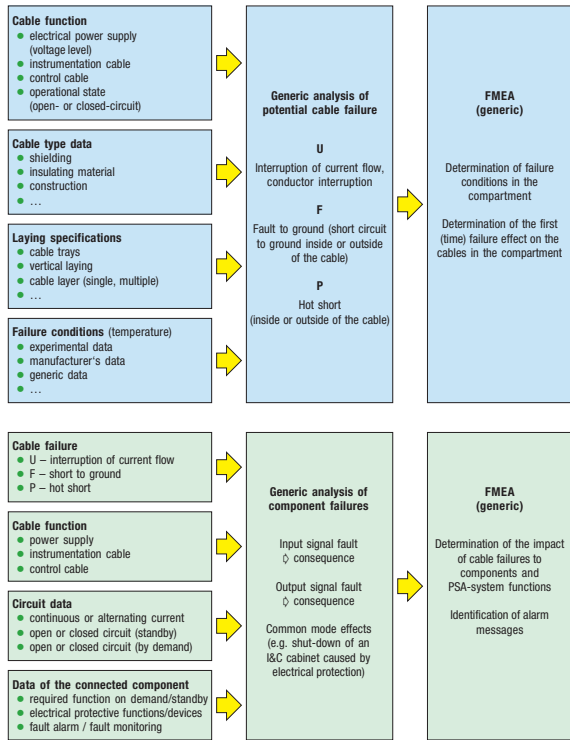 Cable function
• electrical power supply
(voltage level)
• instrumentation cable
• control cable
• operational state
(open- or closed-circuit)
Cable type data
• shielding
• insulating material
• construction
• …
Laying specifications
• cable trays
• vertical laying
• cable layer (single, multiple)
• …
Failure conditions (temperature)
• experimental data
• manufacturer's data
• generic data
• …
Generic analysis of
potential cable failure
U
Interruption of current flow,
conductor interruption
F
Fault to ground (short circuit
to ground inside or outside
of the cable)
P
Hot short
(inside or outside of the cable)
FMEA
(generic)
Determination of failure
conditions in the
compartment
Determination of the first
(time) failure effect on the
cables in the compartment
Cable failure
• U – interruption of current flow
• F – short to ground
• P – hot short
Cable function
• power supply
• instrumentation cable
• control cable
Circuit data
• continuous or alternating current
• open or closed circuit (standby)
• open or closed circuit (by demand)
Data of the connected component
• required function on demand/standby
• electrical protective functions/devices
• fault alarm / fault monitoring
Generic analysis of
component failures
Input signal fault
⇨ consequence
Output signal fault
⇨ consequence
Common mode effects
(e.g. shut-down of an
I&C cabinet caused by
electrical protection)
FMEA
(generic)
Determination of the impact
of cable failures to
components and
PSA-system functions
Identification of alarm
messages